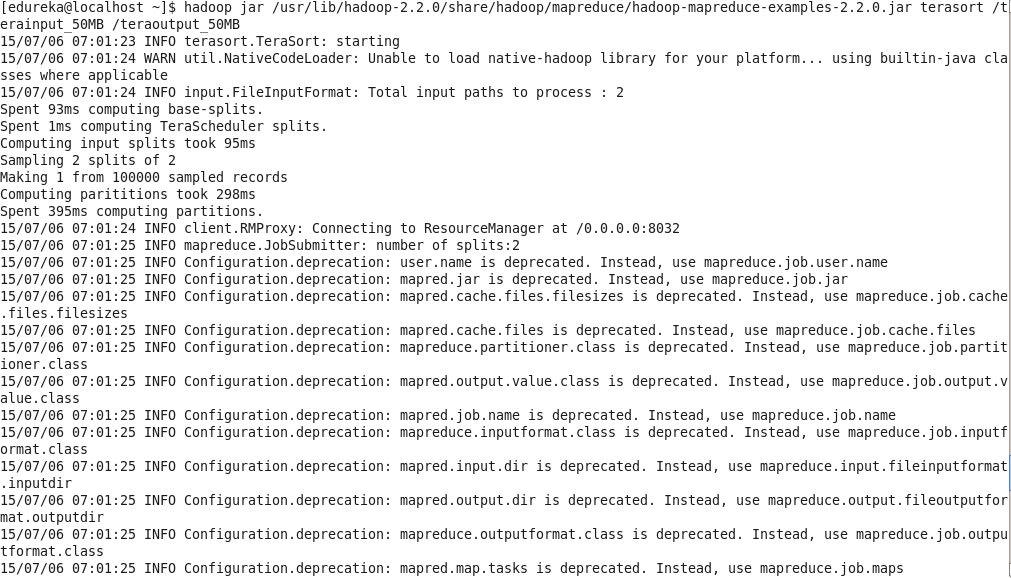 [edureka@localhost ~]$ hadoop jar /usr/lib/hadoop-2.2.0/share/hadoop/mapreduce/hadoop-mapreduce-examples-2.2.0.jar terasort /t
erainput_50MB /teraoutput_50MB
15/07/06 07:01:23 INFO terasort.TeraSort: starting
15/07/06 07:01:24 WARN util.NativeCodeLoader: Unable to load native-hadoop library for your platform... using builtin-java cla
sses where applicable
15/07/06 07:01:24 INFO input.FileInputFormat: Total input paths to process : 2
Spent 93ms computing base-splits.
Spent 1ms computing TeraScheduler splits.
Computing input splits took 95ms
Sampling 2 splits of 2
Making 1 from 100000 sampled records
Computing parititions took 298ms
Spent 395ms computing partitions.
15/07/06 07:01:24 INFO client.RMProxy: Connecting to ResourceManager at /0.0.0.0:8032
15/07/06 07:01:25 INFO mapreduce.JobSubmitter: number of splits:2
15/07/06 07:01:25 INFO Configuration.deprecation: user.name is deprecated. Instead, use mapreduce.job.user.name
15/07/06 07:01:25 INFO Configuration.deprecation: mapred.jar is deprecated. Instead, use mapreduce.job.jar
15/07/06 07:01:25 INFO Configuration.deprecation: mapred.cache.files.filesizes is deprecated. Instead, use mapreduce.job.cache
.files.filesizes
15/07/06 07:01:25 INFO Configuration.deprecation: mapred.cache.files is deprecated. Instead, use mapreduce.job.cache.files
15/07/06 07:01:25 INFO Configuration.deprecation: mapreduce.partitioner.class is deprecated. Instead, use mapreduce.job.partit
ioner.class
15/07/06 07:01:25 INFO Configuration.deprecation: mapred.output.value.class is deprecated. Instead, use mapreduce.job.output.v
alue.class
15/07/06 07:01:25 INFO Configuration.deprecation: mapred.job.name is deprecated. Instead, use mapreduce.job.name
15/07/06 07:01:25 INFO Configuration.deprecation: mapreduce.inputformat.class is deprecated. Instead, use mapreduce.job.inputf
ormat.class
15/07/06 07:01:25 INFO Configuration.deprecation: mapred.input.dir is deprecated. Instead, use mapreduce.input.fileinputformat
.inputdir
15/07/06 07:01:25 INFO Configuration.deprecation: mapred.output.dir is deprecated. Instead, use mapreduce.output.fileoutputfor
mat.outputdir
15/07/06 07:01:25 INFO Configuration.deprecation: mapreduce.outputformat.class is deprecated. Instead, use mapreduce.job.outpu
tformat.class
15/07/06 07:01:25 INFO Configuration.deprecation: mapred.map.tasks is deprecated. Instead, use mapreduce.job.maps